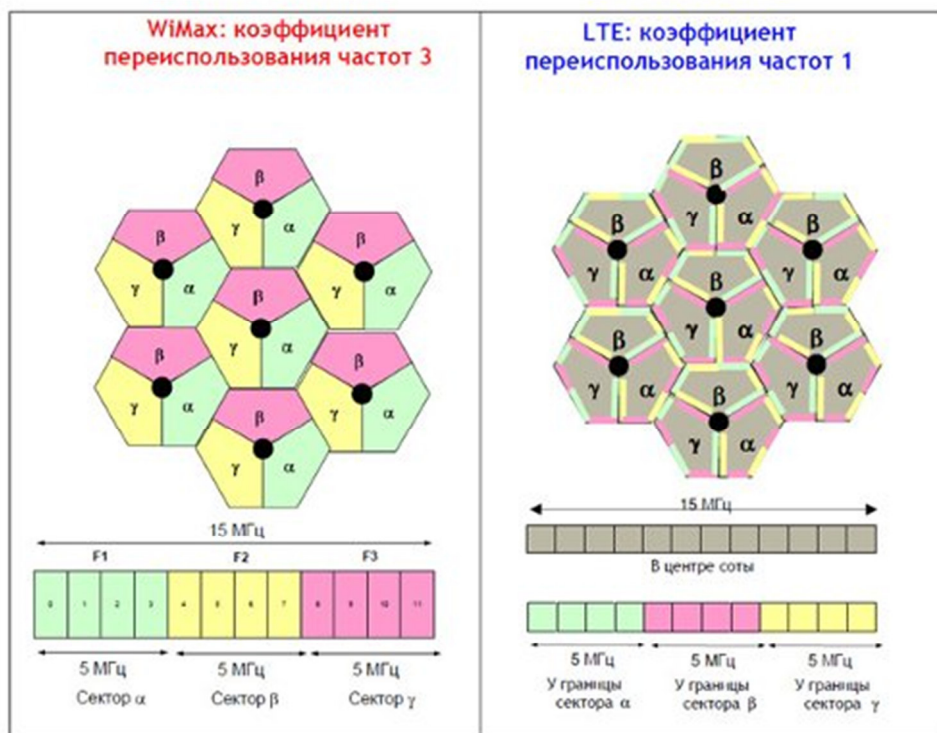 WiMax: коэффициент
переиспользования частот 3
β
γ
α
β
γ
α
β
γ
α
β
γ
α
β
γ
α
β
γ
α
β
γ
α
15 МГц
F1
F2
F3
0
1
2
3
4
5
6
7
8
9
10
11
5 МГц
5 МГц
5 МГц
Сектор α
Сектор β
Сектор γ
LTE: коэффициент
переиспользования частот 1
β
γ
α
β
γ
α
β
γ
α
β
γ
α
β
γ
α
β
γ
α
β
γ
α
15 МГц
В центре соты
5 МГц
5 МГц
5 МГц
У границы
сектора α
У границы
сектора β
У границы
сектора γ